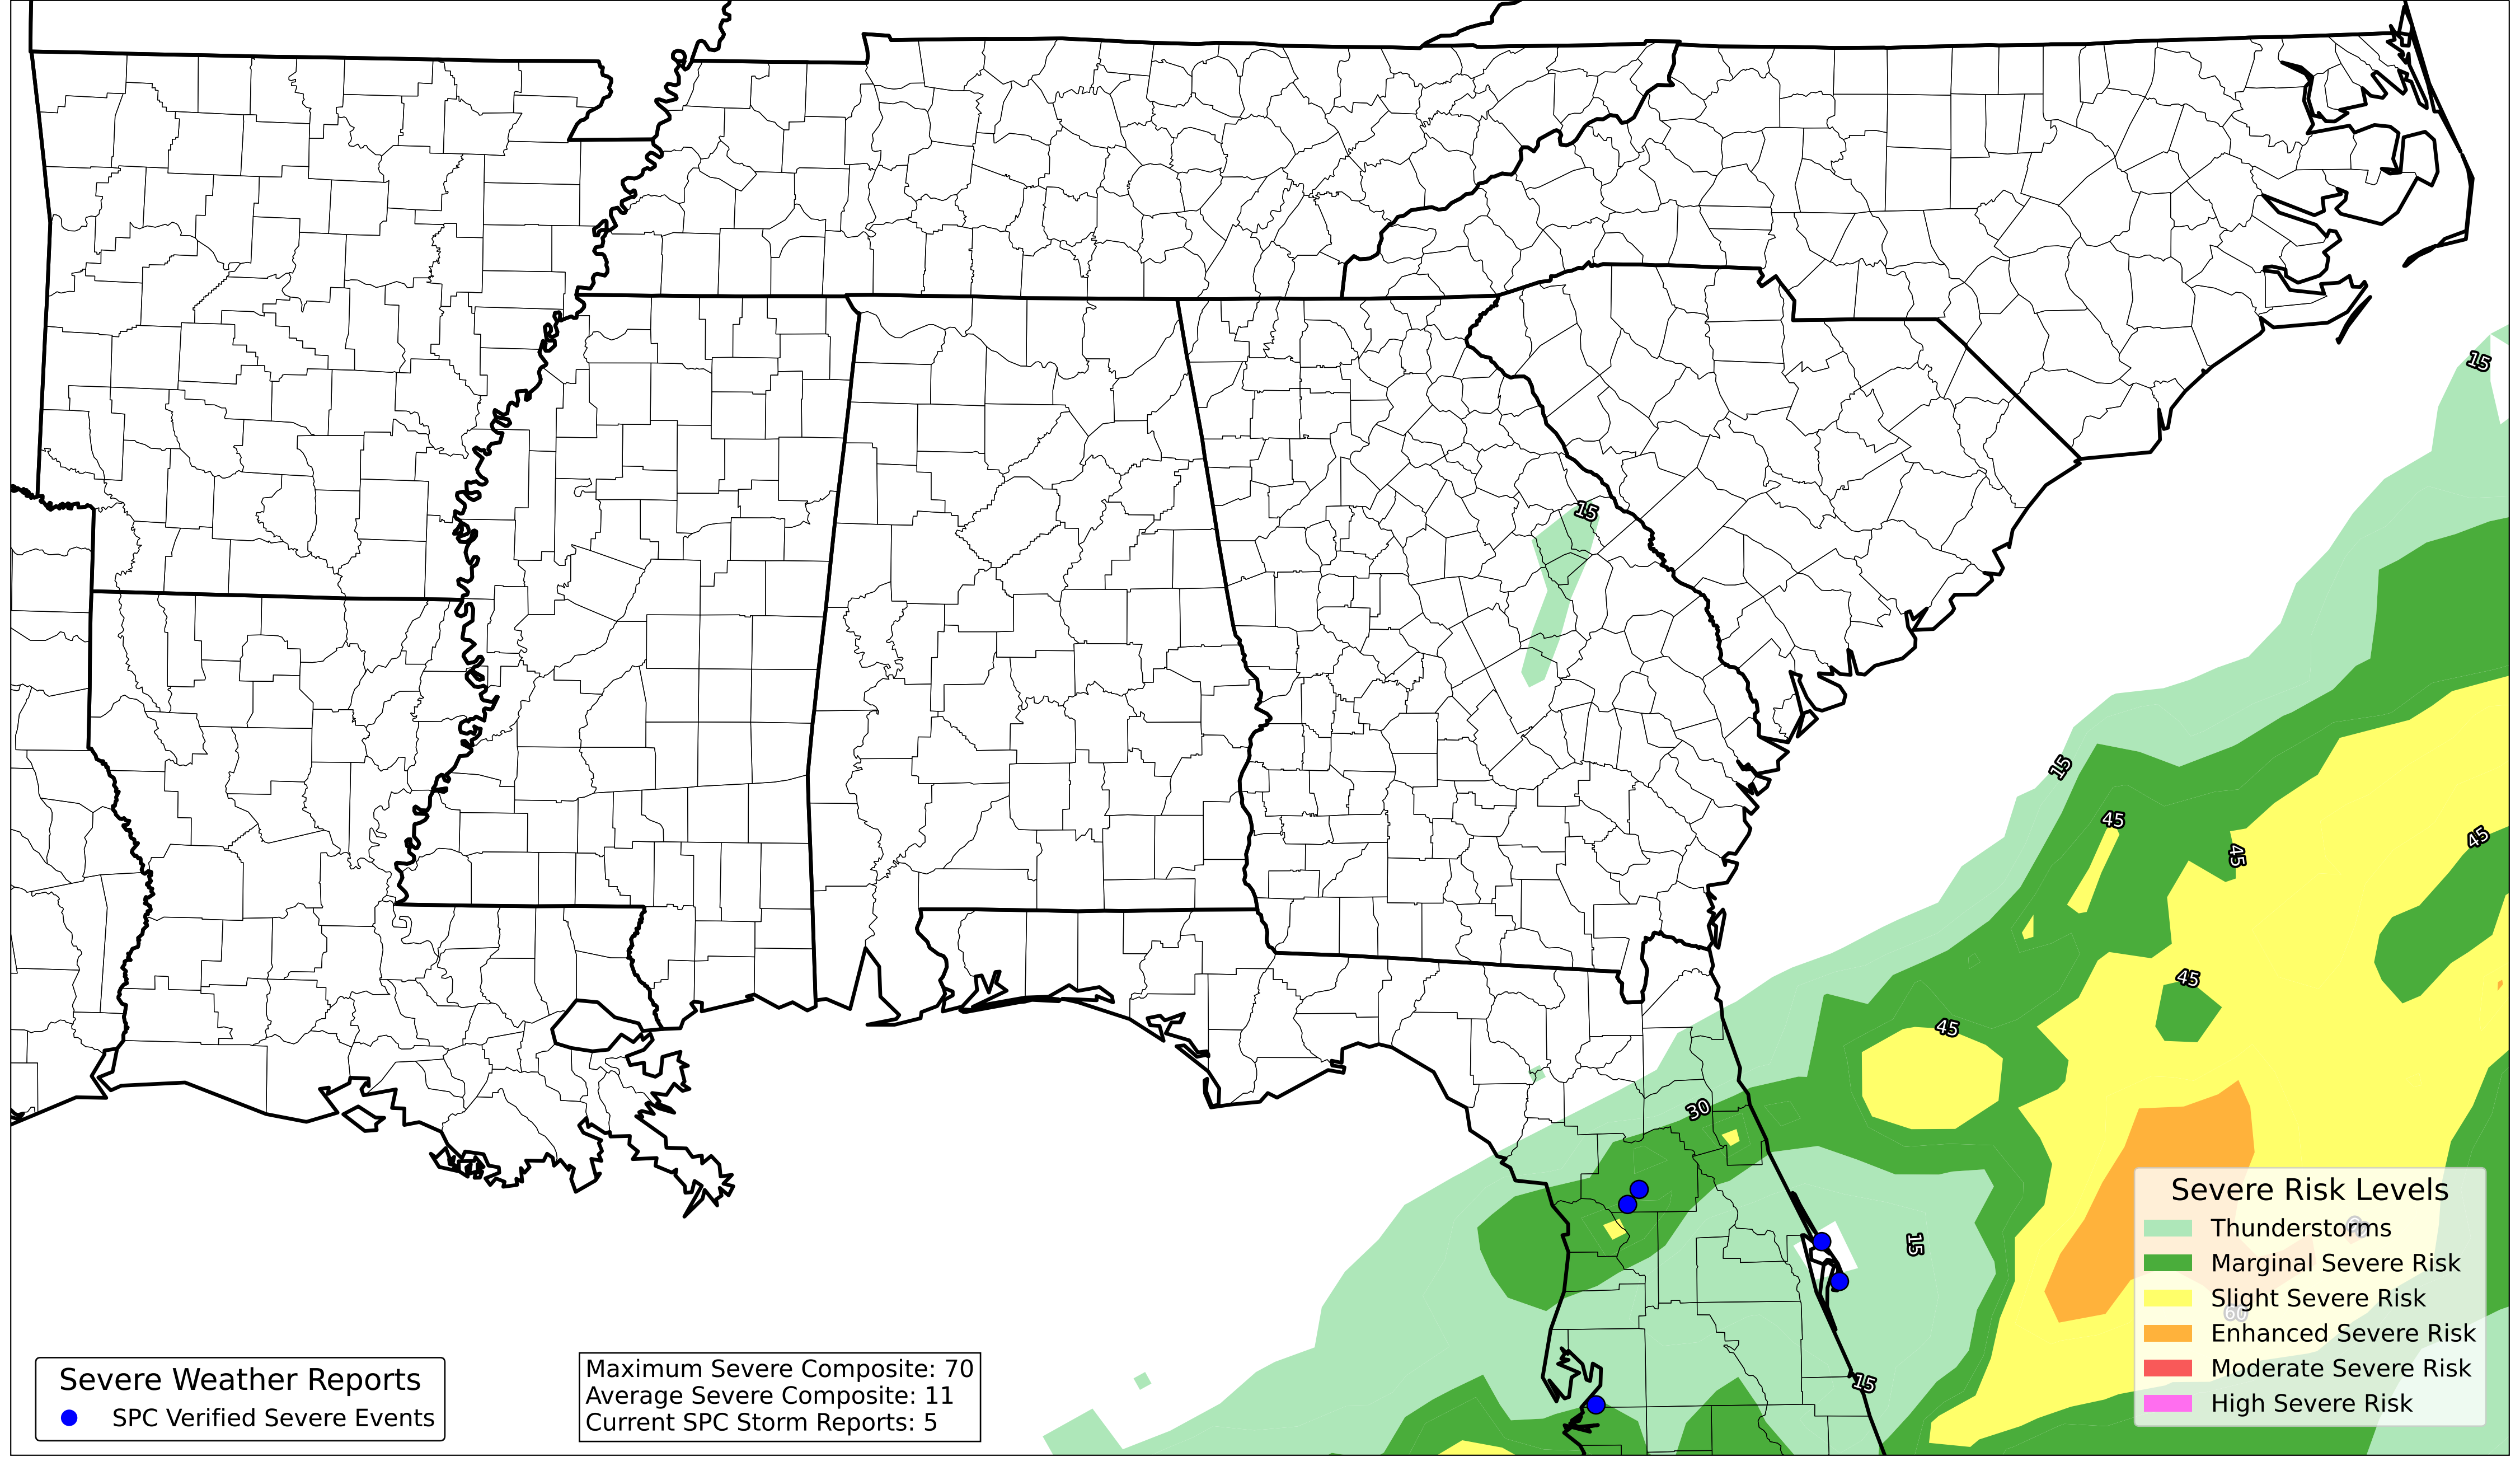 15
15
15
45
45
45
45
45
30
15
15
60
Severe Risk Levels
Thunderstorms
Marginal Severe Risk
Slight Severe Risk
Enhanced Severe Risk
Moderate Severe Risk
High Severe Risk
Severe Weather Reports
SPC Verified Severe Events
Maximum Severe Composite: 70
Average Severe Composite: 11
Current SPC Storm Reports: 5